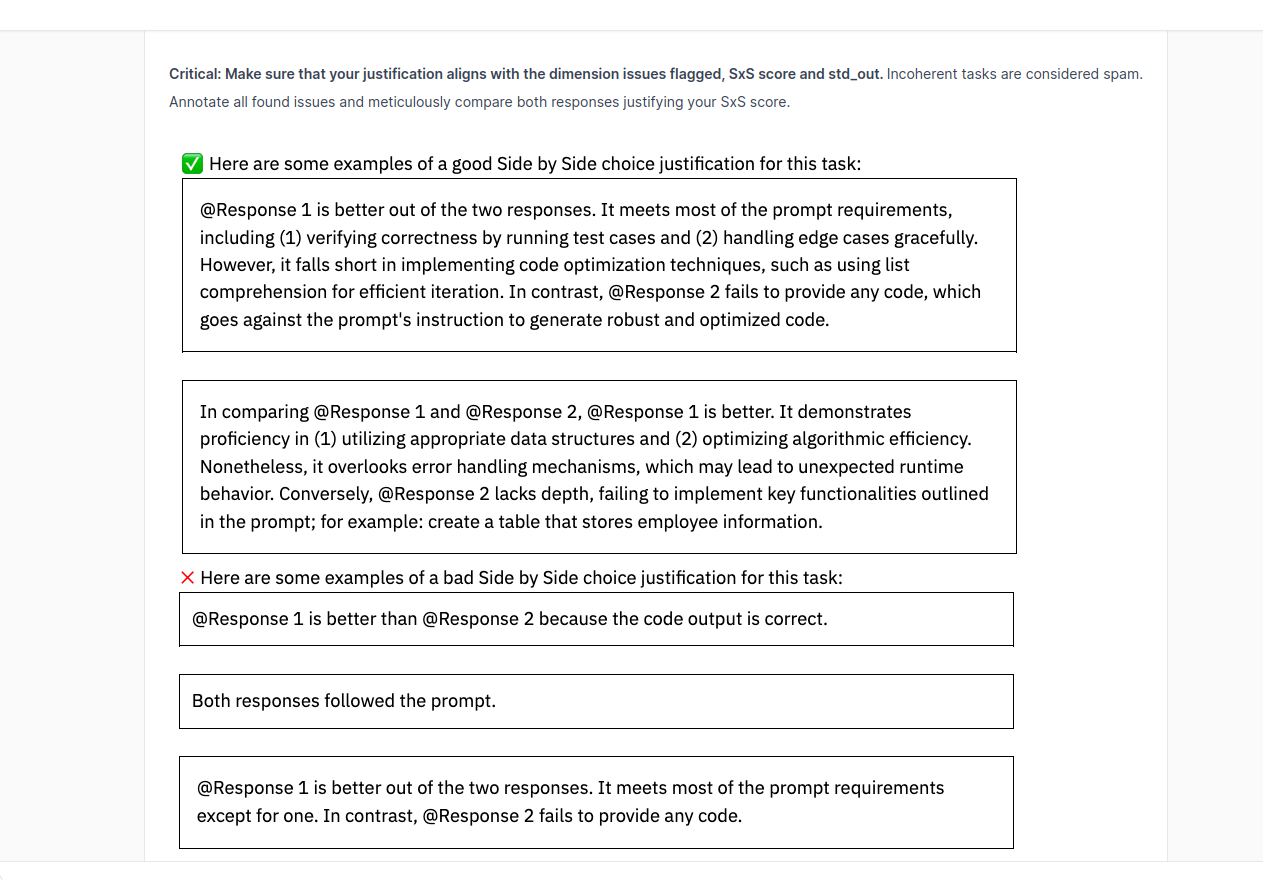 Critical: Make sure that your justification aligns with the dimension issues flagged, SxS score and std_out. Incoherent tasks are considered spam.
Annotate all found issues and meticulously compare both responses justifying your SxS score.
✅ Here are some examples of a good Side by Side choice justification for this task:
@Response 1 is better out of the two responses. It meets most of the prompt requirements,
including (1) verifying correctness by running test cases and (2) handling edge cases gracefully.
However, it falls short in implementing code optimization techniques, such as using list
comprehension for efficient iteration. In contrast, @Response 2 fails to provide any code, which
goes against the prompt's instruction to generate robust and optimized code.
In comparing @Response 1 and @Response 2, @Response 1 is better. It demonstrates
proficiency in (1) utilizing appropriate data structures and (2) optimizing algorithmic efficiency.
Nonetheless, it overlooks error handling mechanisms, which may lead to unexpected runtime
behavior. Conversely, @Response 2 lacks depth, failing to implement key functionalities outlined
in the prompt; for example: create a table that stores employee information.
❌ Here are some examples of a bad Side by Side choice justification for this task:
@Response 1 is better than @Response 2 because the code output is correct.
Both responses followed the prompt.
@Response 1 is better out of the two responses. It meets most of the prompt requirements
except for one. In contrast, @Response 2 fails to provide any code.